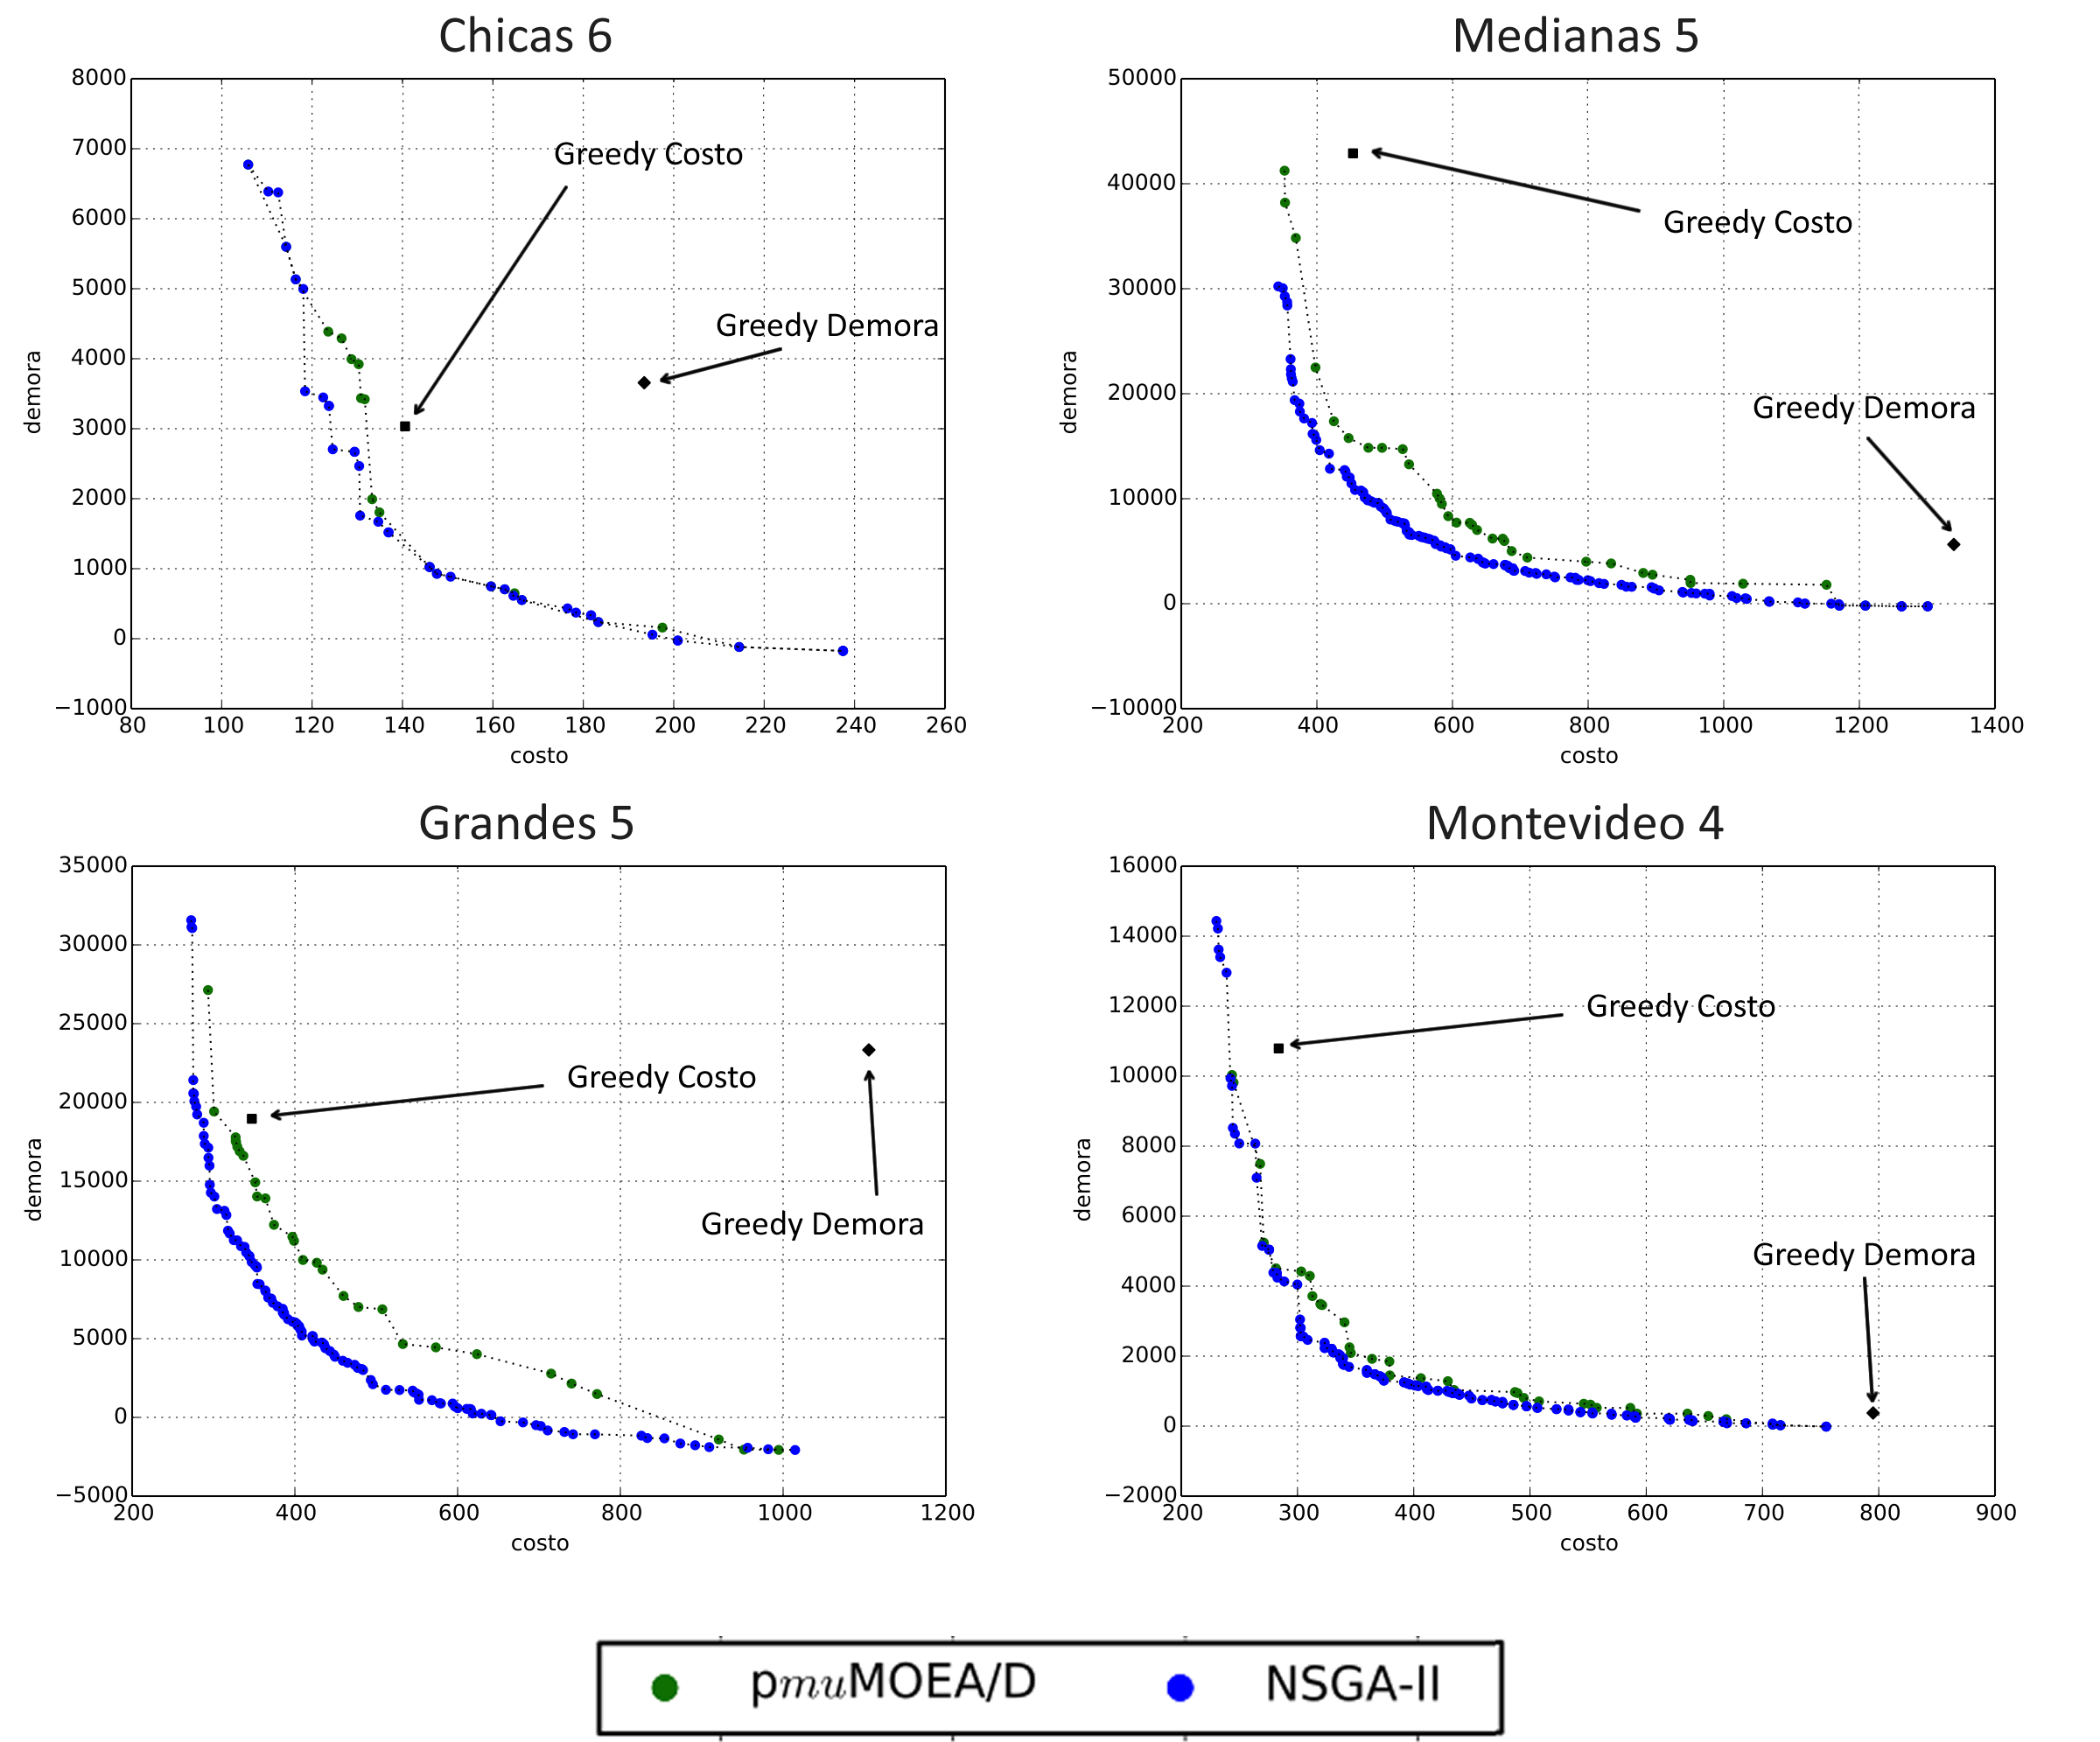 Chicas 6
8000
7000
6000
5000
4000
3000
2000
1000
0
−1000
demora
Greedy Costo
Greedy Demora
80 100 120 140 160 180 200 220 240 260
costo
Medianas 5
50000
40000
30000
20000
10000
0
−10000
demora
Greedy Costo
Greedy Demora
200 400 600 800 1000 1200 1400
costo
Grandes 5
35000
30000
25000
20000
15000
10000
5000
0
−5000
demora
Greedy Costo
Greedy Demora
200 400 600 800 1000 1200
costo
Montevideo 4
16000
14000
12000
10000
8000
6000
4000
2000
0
−2000
demora
Greedy Costo
Greedy Demora
200 300 400 500 600 700 800 900
costo
pmuMOEA/D NSGA-II